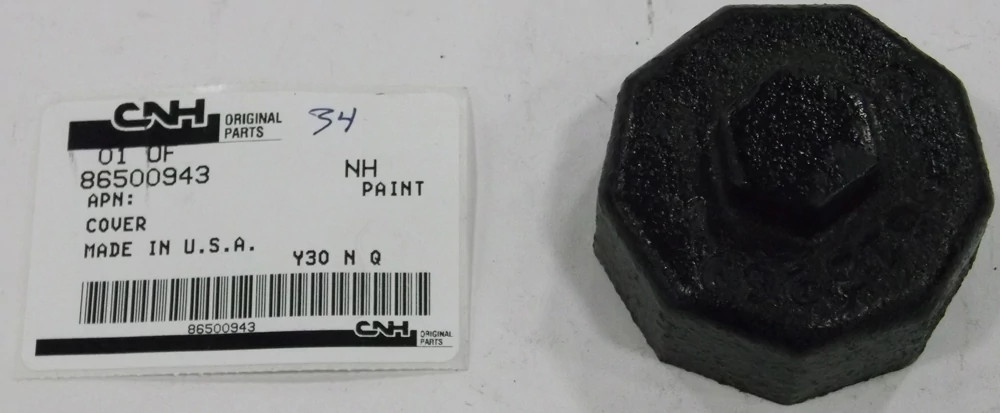 CNH ORIGINAL PARTS 34
01 OF
86500943 NH
APN: PAINT
COVER
MADE IN U.S.A. Y30 N Q
86500943
CNH ORIGINAL PARTS